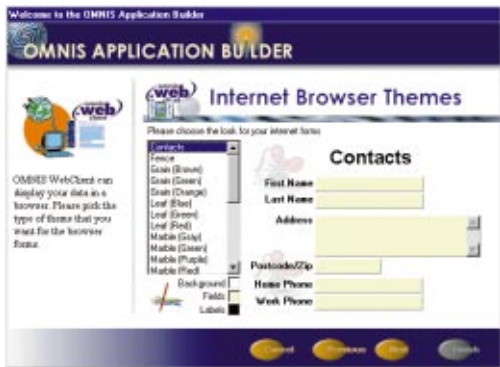 Welcome to the OMNIS Application Builder
OMNIS APPLICATION BUILDER
web
web
Internet Browser Themes
Please choose the look for your internet forms
OMNIS WebClient can
display your data in a
browser. Please pick the
type of theme that you
want for the browser
forms.
Contacts
Fence
Grain (Brown)
Grain (Green)
Grain (Orange)
Leaf (Blue)
Leaf (Green)
Leaf (Red)
Marble (Gray)
Marble (Green)
Marble (Purple)
Marble (Red)
Background
Fields
Labels
Contacts
First Name
Last Name
Address
Postcode/Zip
Home Phone
Work Phone
Cancel
Previous
Next
Finish